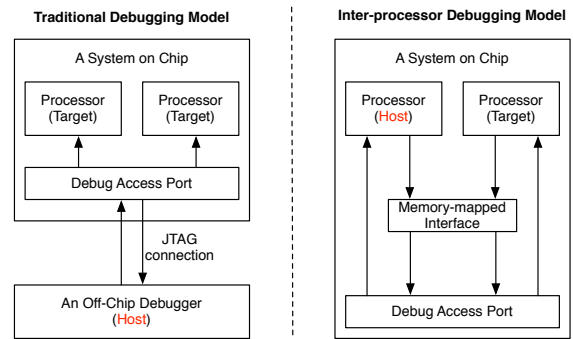 Traditional Debugging Model
A System on Chip
Processor
(Target)
Processor
(Target)
Debug Access Port
JTAG
connection
An Off-Chip Debugger
(Host)
Inter-processor Debugging Model
A System on Chip
Processor
(Host)
Processor
(Target)
Memory-mapped
Interface
Debug Access Port